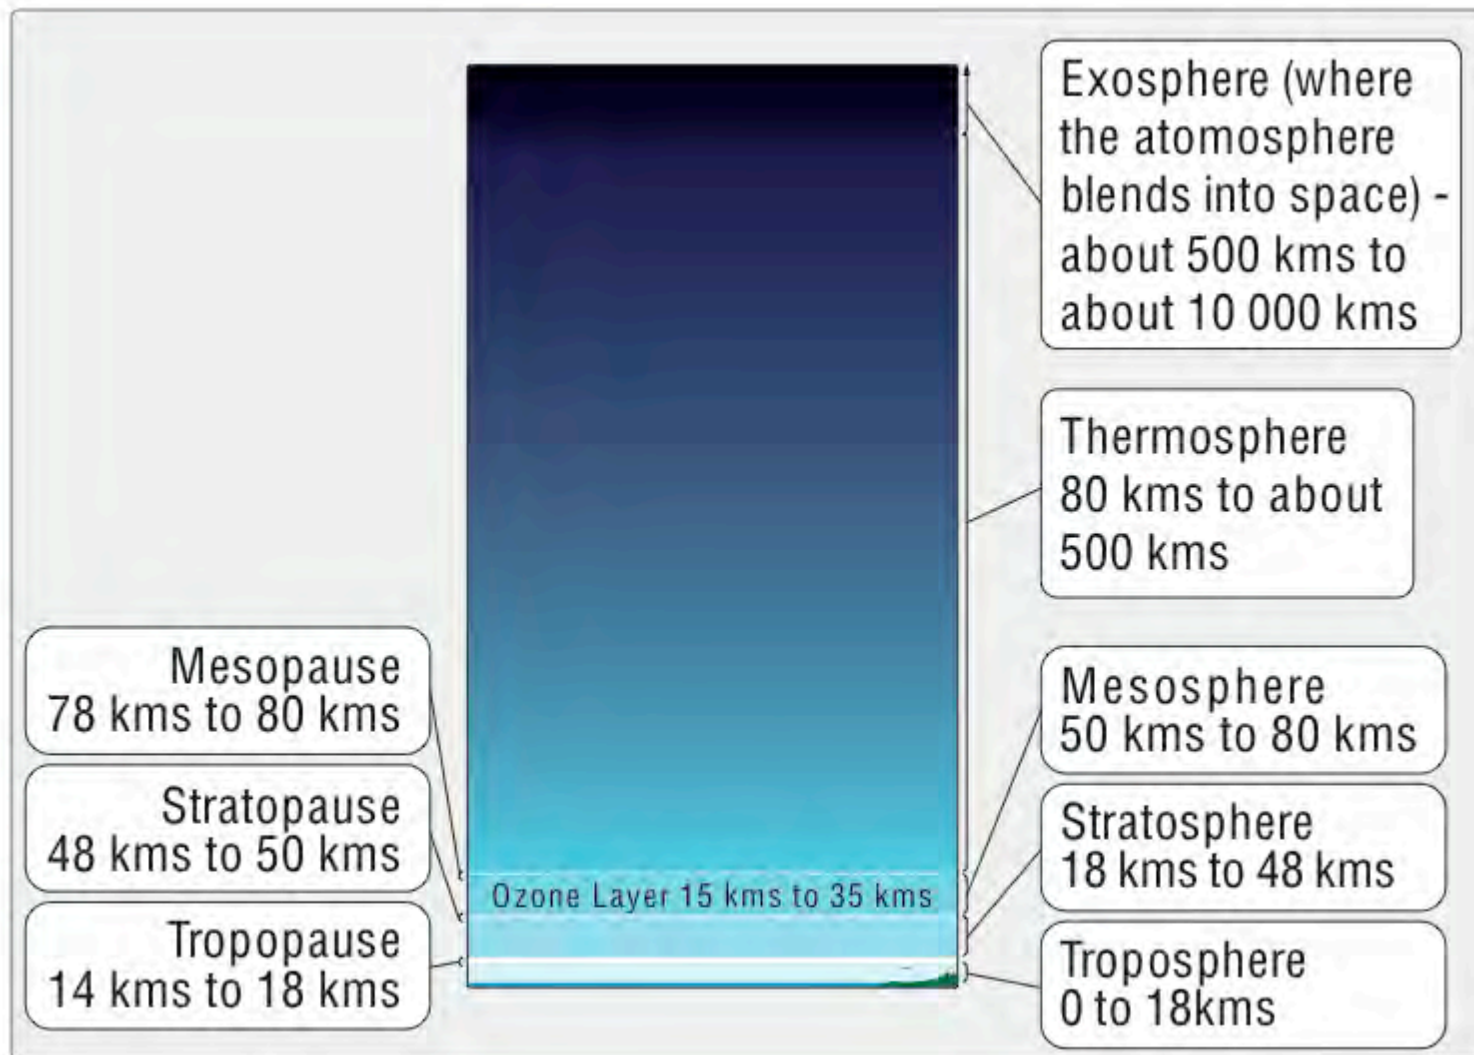 Exosphere (where
the atomosphere
blends into space) -
about 500 kms to
about 10 000 kms
Thermosphere
80 kms to about
500 kms
Mesopause
78 kms to 80 kms
Mesosphere
50 kms to 80 kms
Stratopause
48 kms to 50 kms
Stratosphere
18 kms to 48 kms
Ozone Layer 15 kms to 35 kms
Tropopause
14 kms to 18 kms
Troposphere
0 to 18kms